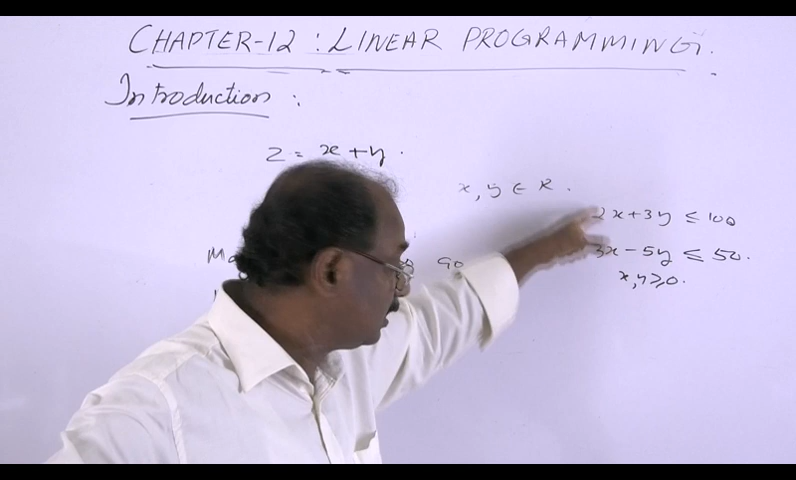 CHAPTER-12 : LINEAR PROGRAMMING.
Introduction :
Z = x + y .
x, y ∈ R .
2x + 3y ≤ 100
3x - 5y ≤ 50.
x, y ≥ 0.